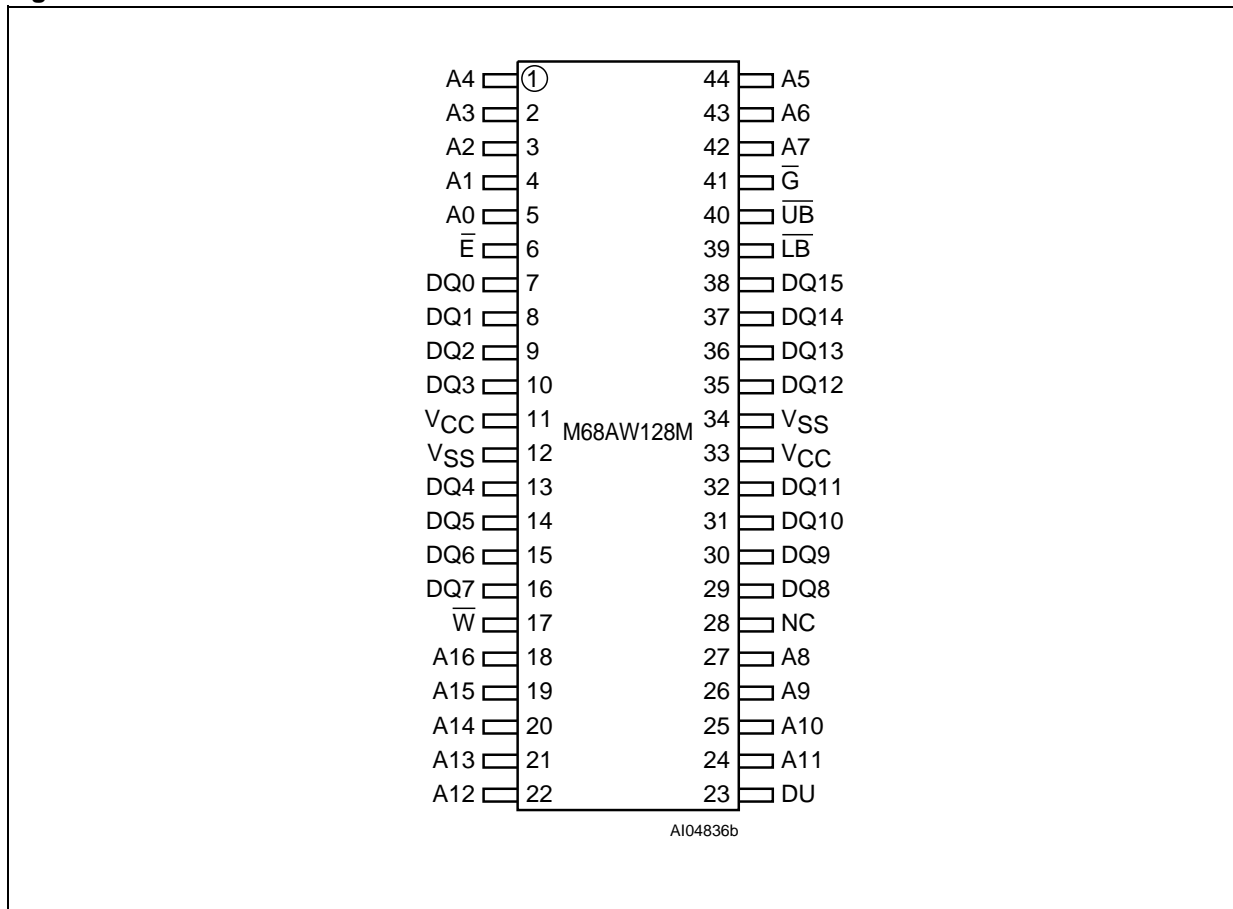 A4 1 44 A5
A3 2 43 A6
A2 3 42 A7
A1 4 41 G̅
A0 5 40 U̅B̅
E̅ 6 39 L̅B̅
DQ0 7 38 DQ15
DQ1 8 37 DQ14
DQ2 9 36 DQ13
DQ3 10 35 DQ12
VCC 11 34 VSS
M68AW128M
VSS 12 33 VCC
DQ4 13 32 DQ11
DQ5 14 31 DQ10
DQ6 15 30 DQ9
DQ7 16 29 DQ8
W̅ 17 28 NC
A16 18 27 A8
A15 19 26 A9
A14 20 25 A10
A13 21 24 A11
A12 22 23 DU
AI04836b